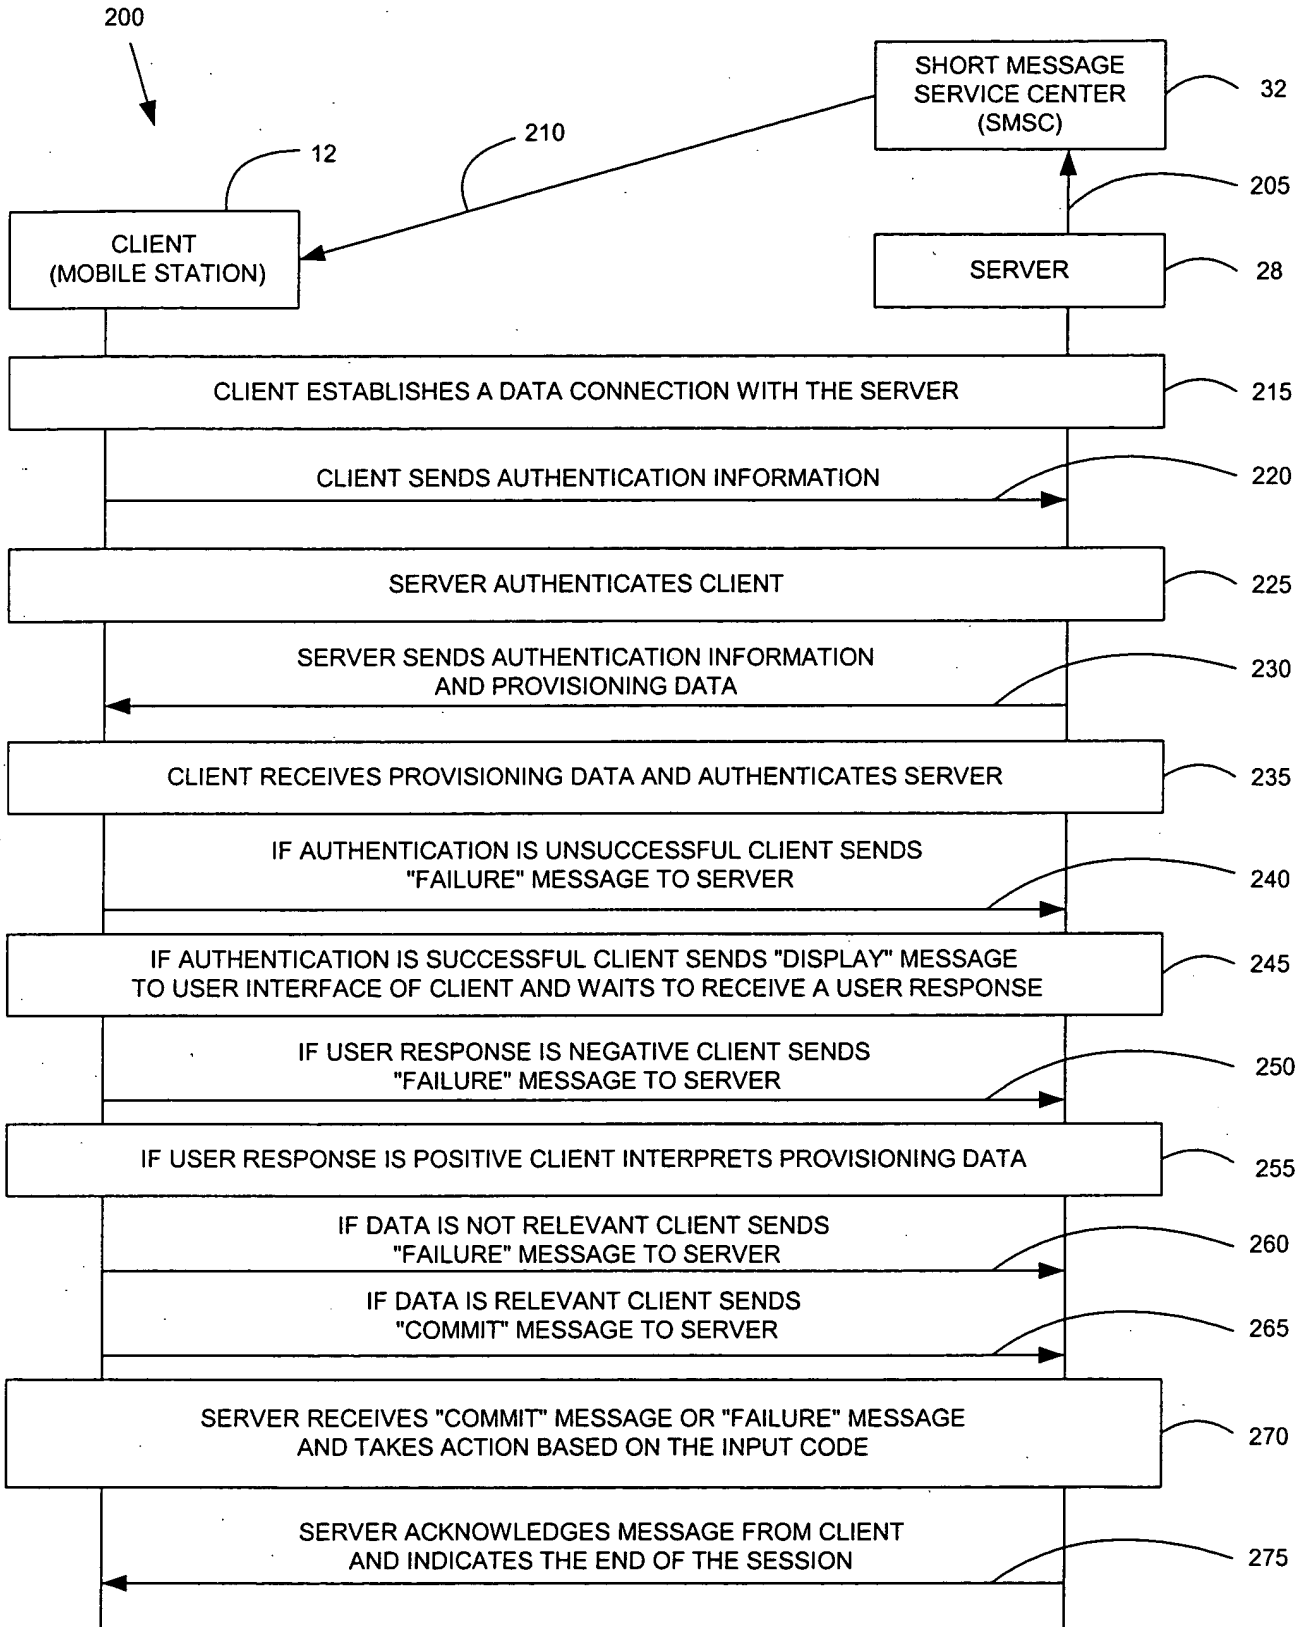 200
SHORT MESSAGE
SERVICE CENTER
(SMSC)
32
210
12
205
CLIENT
(MOBILE STATION)
SERVER
28
CLIENT ESTABLISHES A DATA CONNECTION WITH THE SERVER
215
CLIENT SENDS AUTHENTICATION INFORMATION
220
SERVER AUTHENTICATES CLIENT
225
SERVER SENDS AUTHENTICATION INFORMATION
AND PROVISIONING DATA
230
CLIENT RECEIVES PROVISIONING DATA AND AUTHENTICATES SERVER
235
IF AUTHENTICATION IS UNSUCCESSFUL CLIENT SENDS
"FAILURE" MESSAGE TO SERVER
240
IF AUTHENTICATION IS SUCCESSFUL CLIENT SENDS "DISPLAY" MESSAGE
TO USER INTERFACE OF CLIENT AND WAITS TO RECEIVE A USER RESPONSE
245
IF USER RESPONSE IS NEGATIVE CLIENT SENDS
"FAILURE" MESSAGE TO SERVER
250
IF USER RESPONSE IS POSITIVE CLIENT INTERPRETS PROVISIONING DATA
255
IF DATA IS NOT RELEVANT CLIENT SENDS
"FAILURE" MESSAGE TO SERVER
260
IF DATA IS RELEVANT CLIENT SENDS
"COMMIT" MESSAGE TO SERVER
265
SERVER RECEIVES "COMMIT" MESSAGE OR "FAILURE" MESSAGE
AND TAKES ACTION BASED ON THE INPUT CODE
270
SERVER ACKNOWLEDGES MESSAGE FROM CLIENT
AND INDICATES THE END OF THE SESSION
275